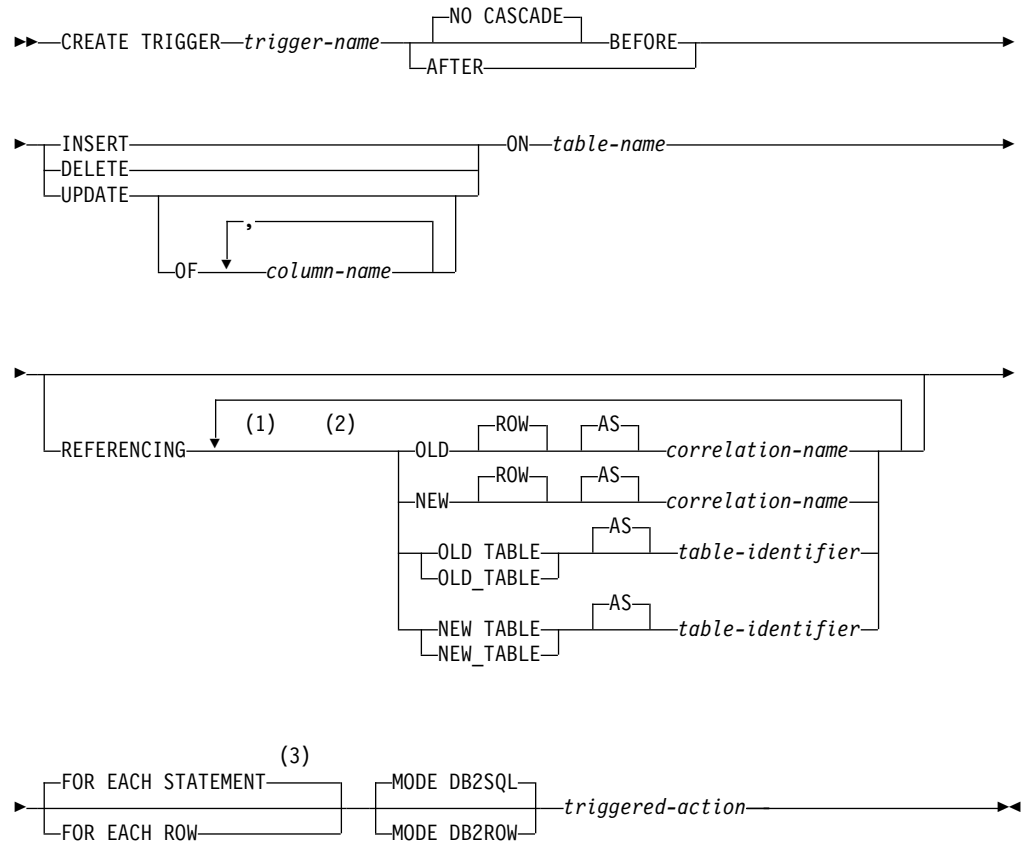 NO CASCADE
CREATE TRIGGER trigger-name BEFORE
AFTER
INSERT ON table-name
DELETE
UPDATE
,
OF column-name
(1) (2) ROW AS
REFERENCING OLD correlation-name
ROW AS
NEW correlation-name
AS
OLD TABLE table-identifier
OLD_TABLE
AS
NEW TABLE table-identifier
NEW_TABLE
(3)
FOR EACH STATEMENT MODE DB2SQL
triggered-action
FOR EACH ROW MODE DB2ROW